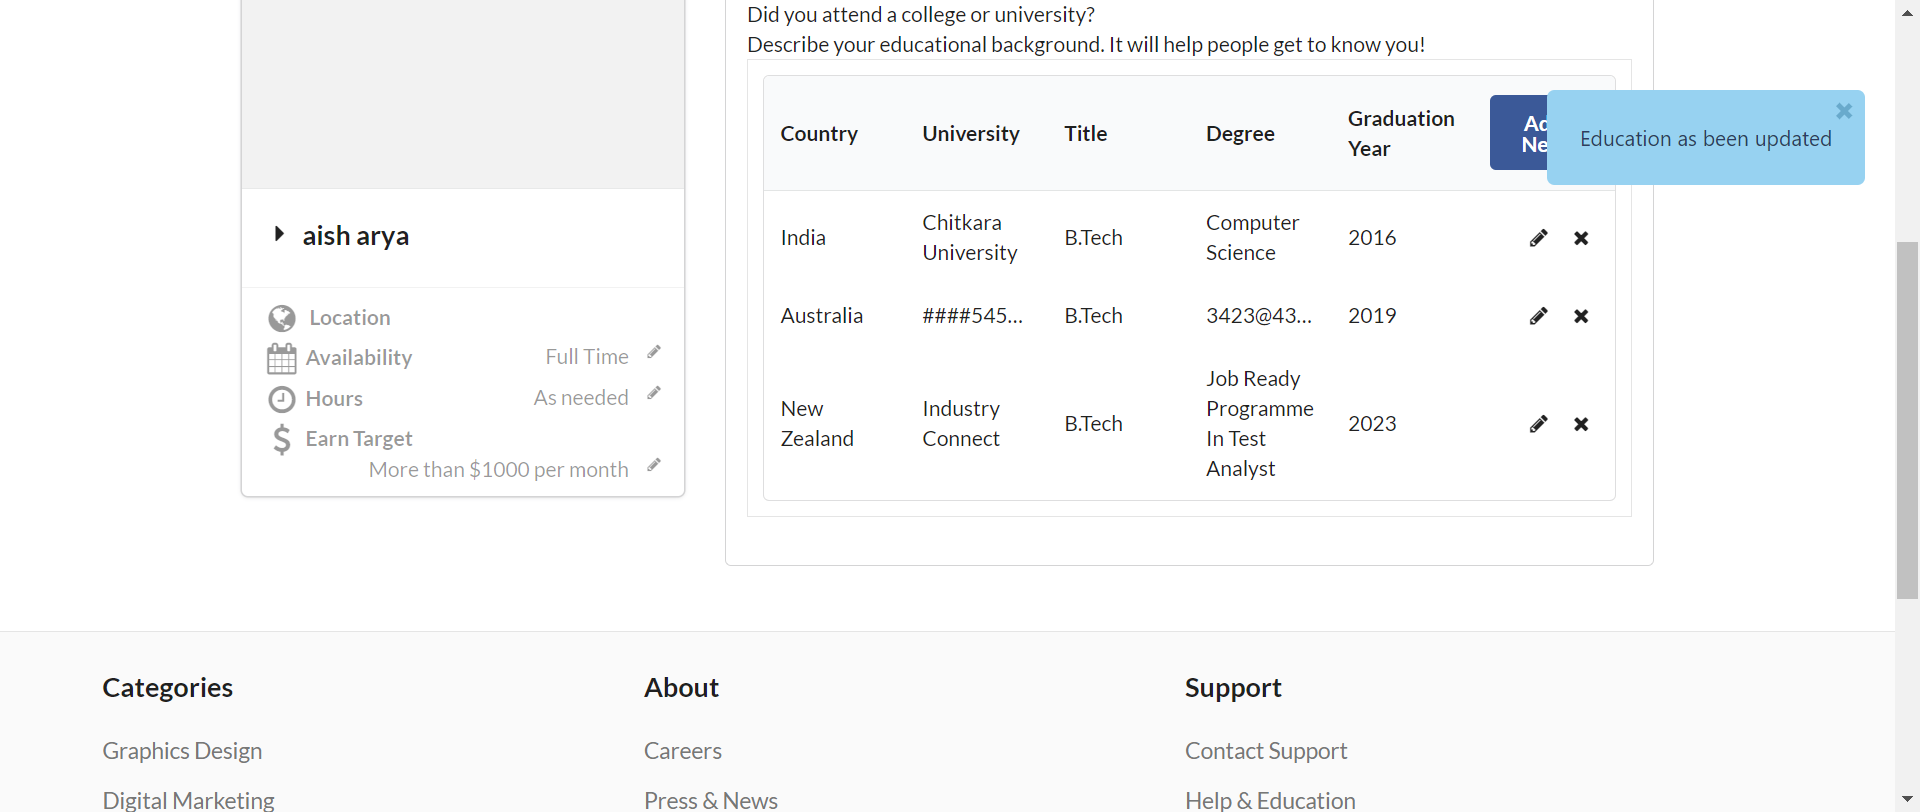 Did you attend a college or university?
Describe your educational background. It will help people get to know you!
Country University Title Degree Graduation Year
Education as been updated
India Chitkara University B.Tech Computer Science 2016
Australia ####545... B.Tech 3423@43... 2019
New Zealand Industry Connect B.Tech Job Ready Programme In Test Analyst 2023
aish arya
Location
Availability Full Time
Hours As needed
Earn Target
More than $1000 per month
Categories
Graphics Design
Digital Marketing
About
Careers
Press & News
Support
Contact Support
Help & Education